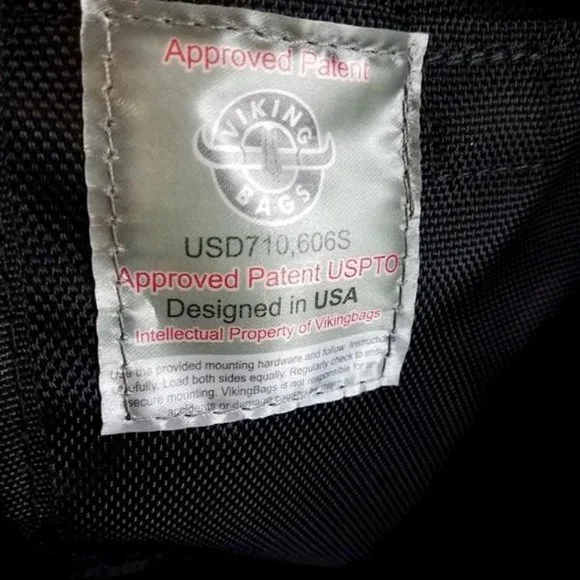 Approved Patent
VIKING
BAGS
USD710,606S
Approved Patent USPTO
Designed in USA
Intellectual Property of Vikingbags
the provided mounting hardware and follow
Load both sides equally. Regularly check to
secure mounting. VikingBags is not responsible for
accidents or damage